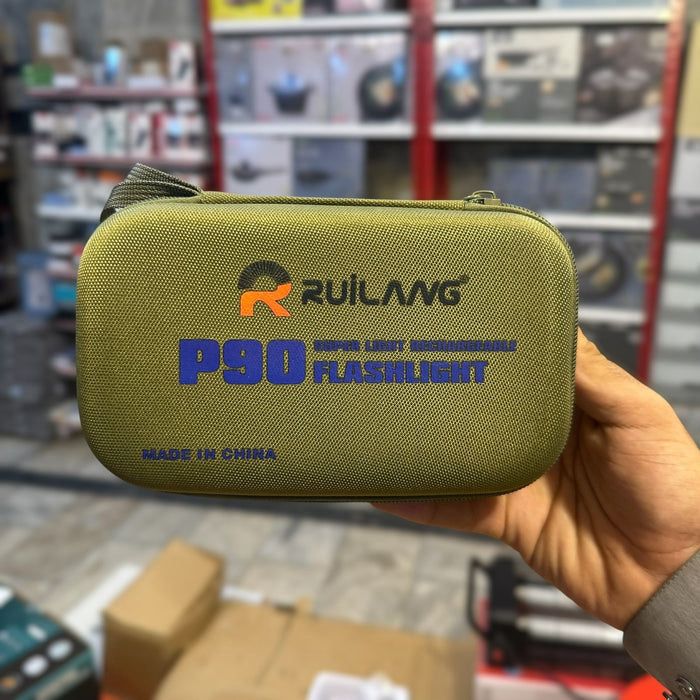 RUiLANG®
P90 SUPER LIGHT RECHARGEABLE
FLASHLIGHT
MADE IN CHINA